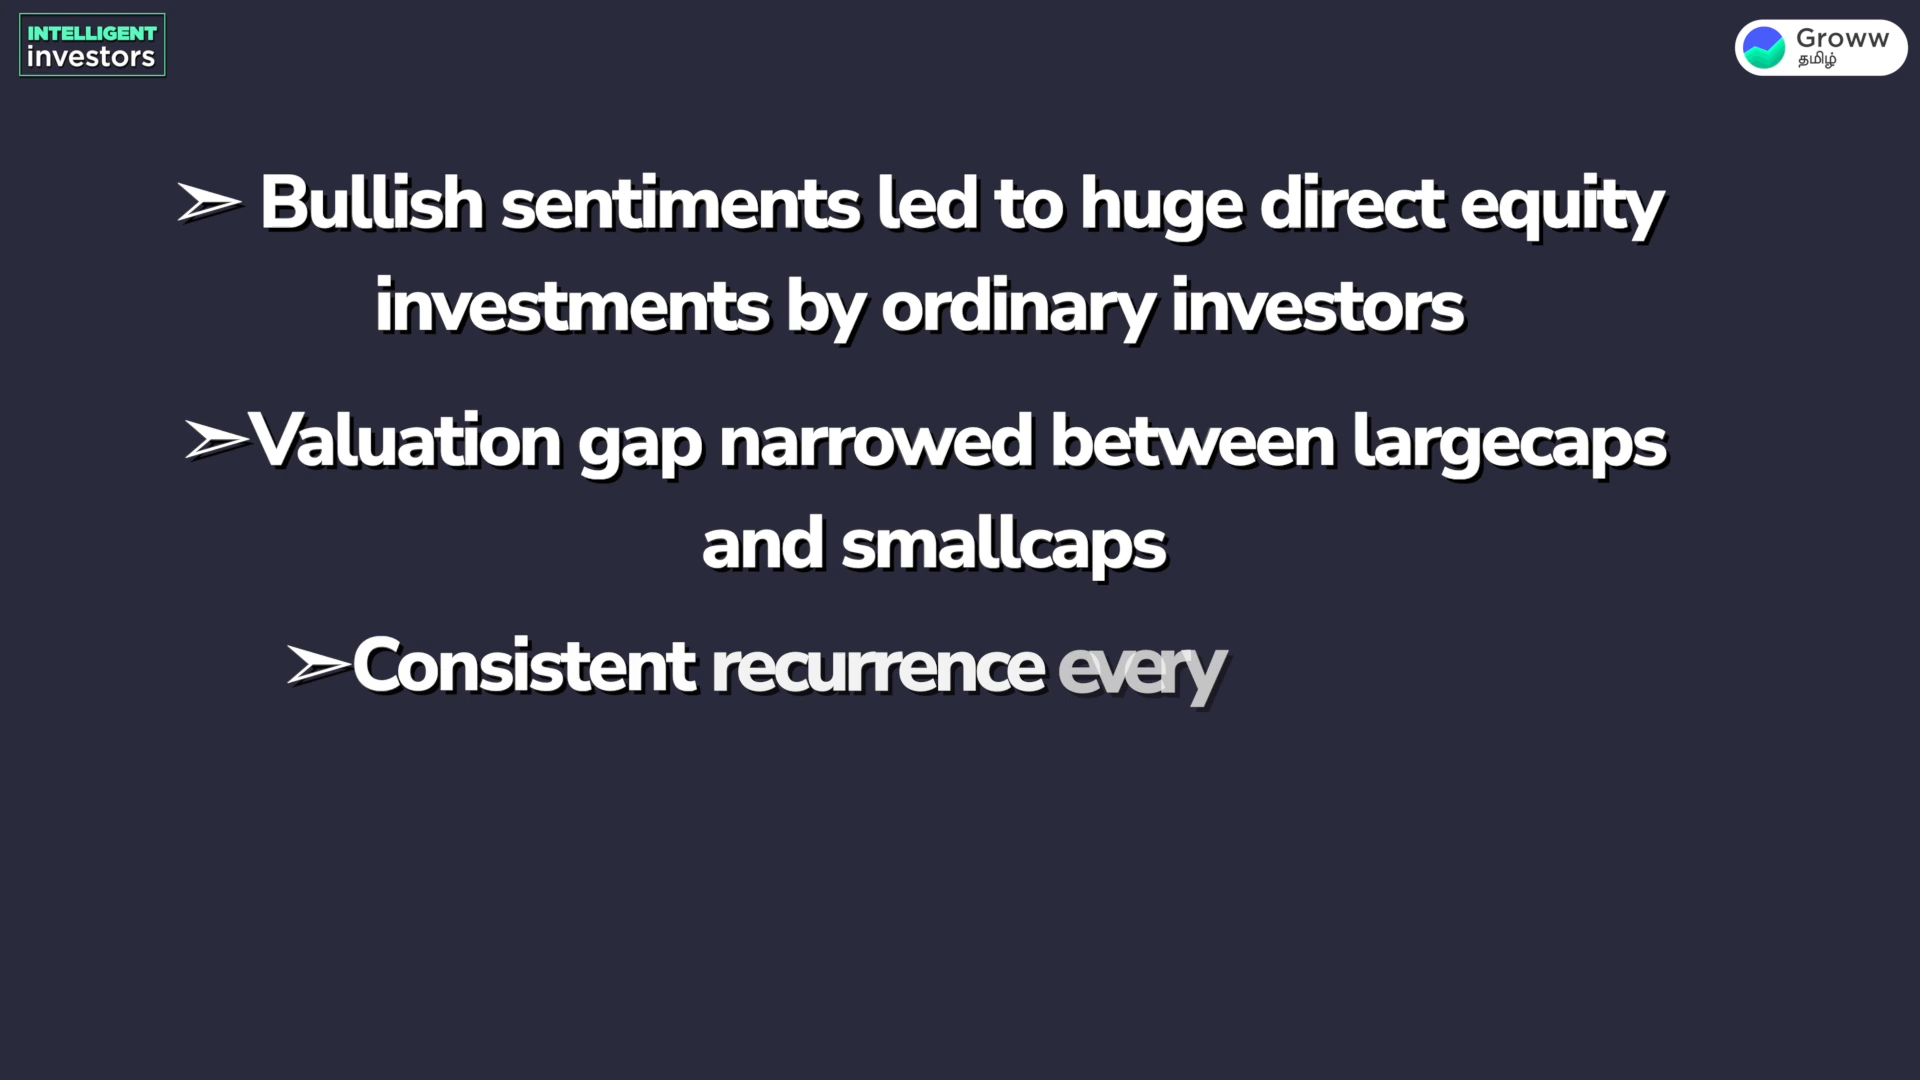 INTELLIGENT
investors
Groww
தமிழ்
➢ Bullish sentiments led to huge direct equity
investments by ordinary investors
➢Valuation gap narrowed between largecaps
and smallcaps
➢Consistent recurrence every